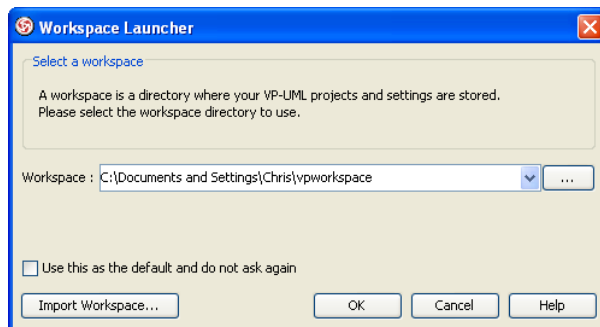 Workspace Launcher
Select a workspace
A workspace is a directory where your VP-UML projects and settings are stored.
Please select the workspace directory to use.
Workspace : C:\Documents and Settings\Chris\vpworkspace ...
Use this as the default and do not ask again
Import Workspace... OK Cancel Help